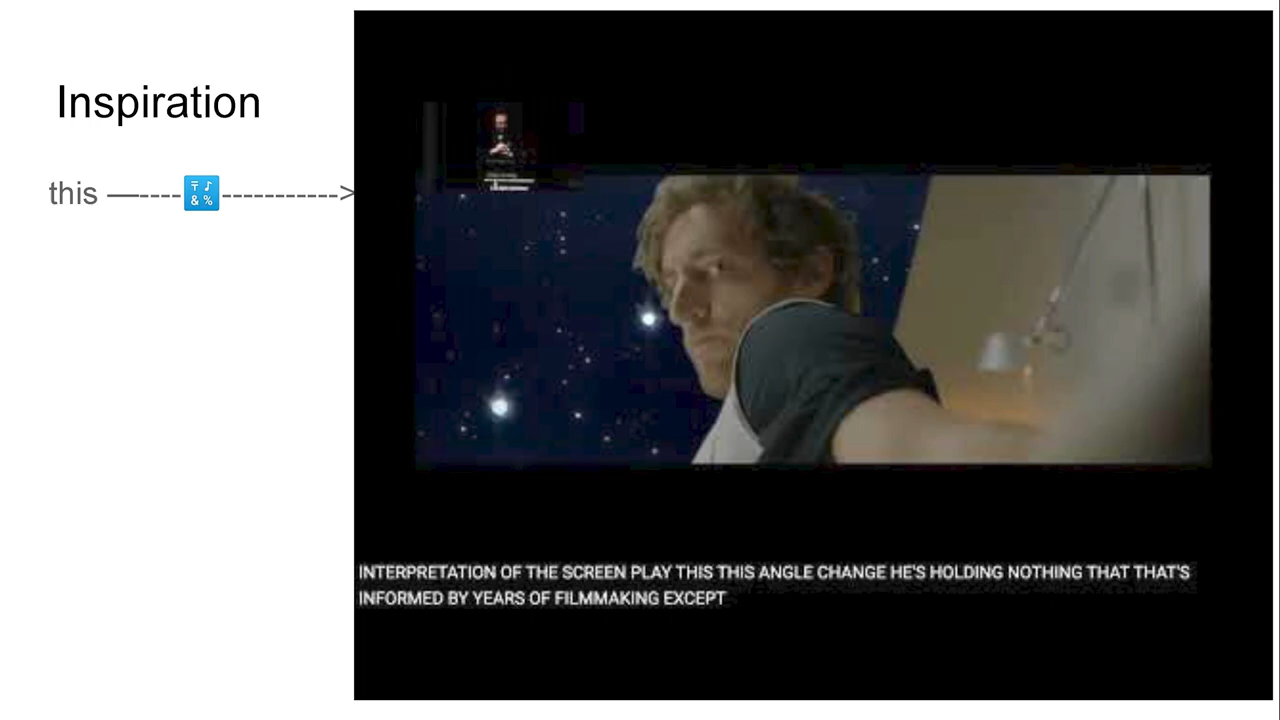 Inspiration
this —----🔣------------>
INTERPRETATION OF THE SCREEN PLAY THIS THIS ANGLE CHANGE HE'S HOLDING NOTHING THAT THAT'S
INFORMED BY YEARS OF FILMMAKING EXCEPT